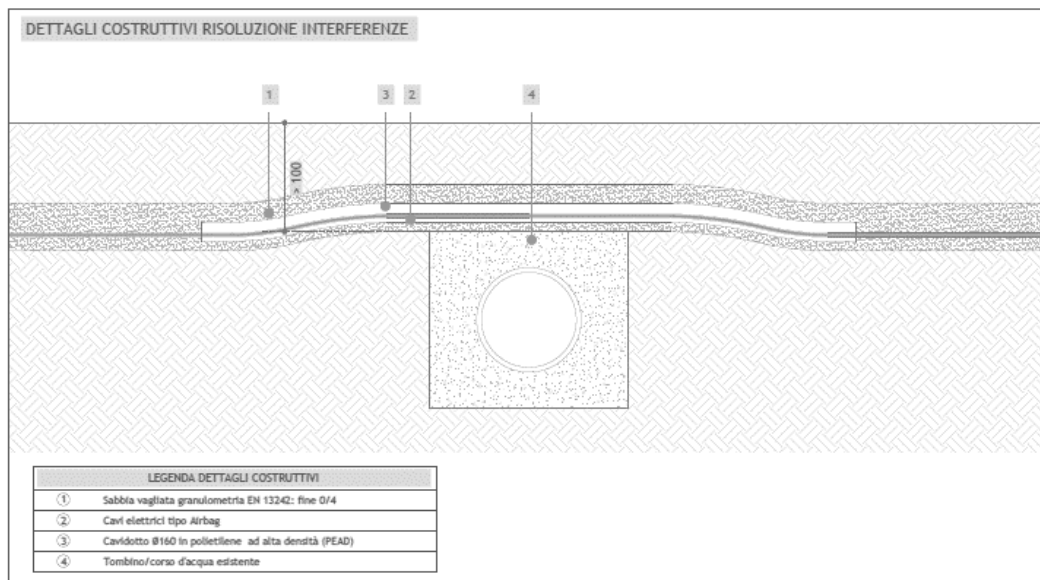 DETTAGLI COSTRUTTIVI RISOLUZIONE INTERFERENZE
1 3 2 4
> 100
LEGENDA DETTAGLI COSTRUTTIVI
1 Sabbia vagliata granulometria EN 13242: fine 0/4
2 Cavi elettrici tipo Airbag
3 Cavidotto Ø160 in polietilene ad alta densità (PEAD)
4 Tombino/corso d'acqua esistente